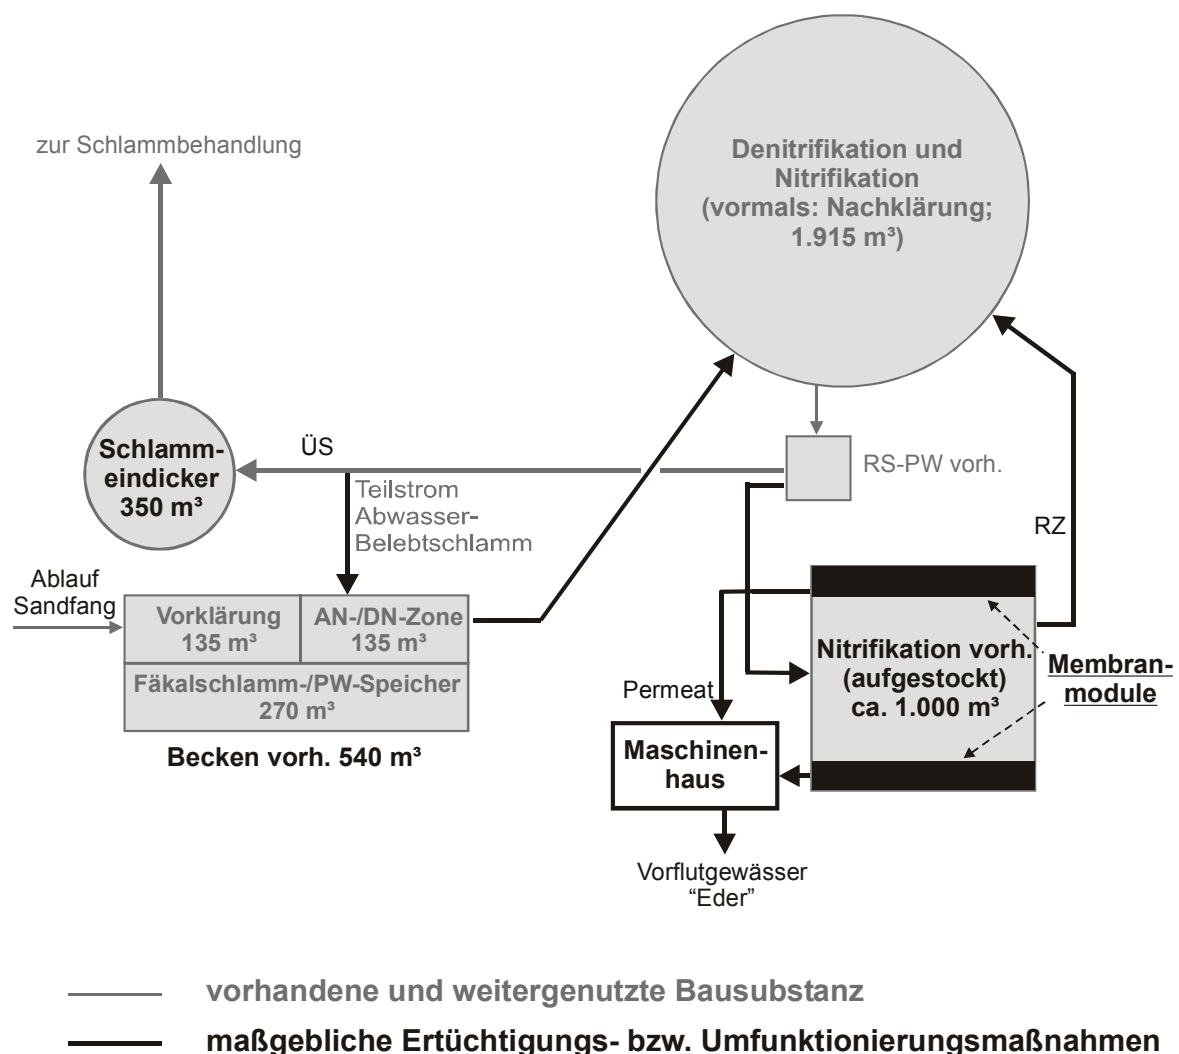 zur Schlammbehandlung
Denitrifikation und
Nitrifikation
(vormals: Nachklärung;
1.915 m³)
Schlamm-
eindicker
350 m³
ÜS
RS-PW vorh.
Teilstrom
Abwasser-
Belebtschlamm
RZ
Ablauf
Sandfang
Vorklärung
135 m³
AN-/DN-Zone
135 m³
Fäkalschlamm-/PW-Speicher
270 m³
Becken vorh. 540 m³
Nitrifikation vorh.
(aufgestockt)
ca. 1.000 m³
Membran-
module
Permeat
Maschinen-
haus
Vorflutgewässer
“Eder”
vorhandene und weitergenutzte Bausubstanz
maßgebliche Ertüchtigungs- bzw. Umfunktionierungsmaßnahmen